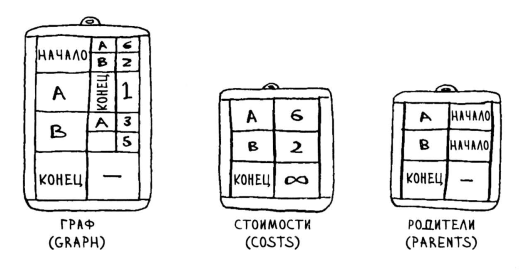 НАЧАЛО A 6
B 2
A КОНЕЦ 1
B A 3
5
КОНЕЦ —
ГРАФ
(GRAPH)
A 6
B 2
КОНЕЦ ∞
СТОИМОСТИ
(COSTS)
A НАЧАЛО
B НАЧАЛО
КОНЕЦ —
РОДИТЕЛИ
(PARENTS)